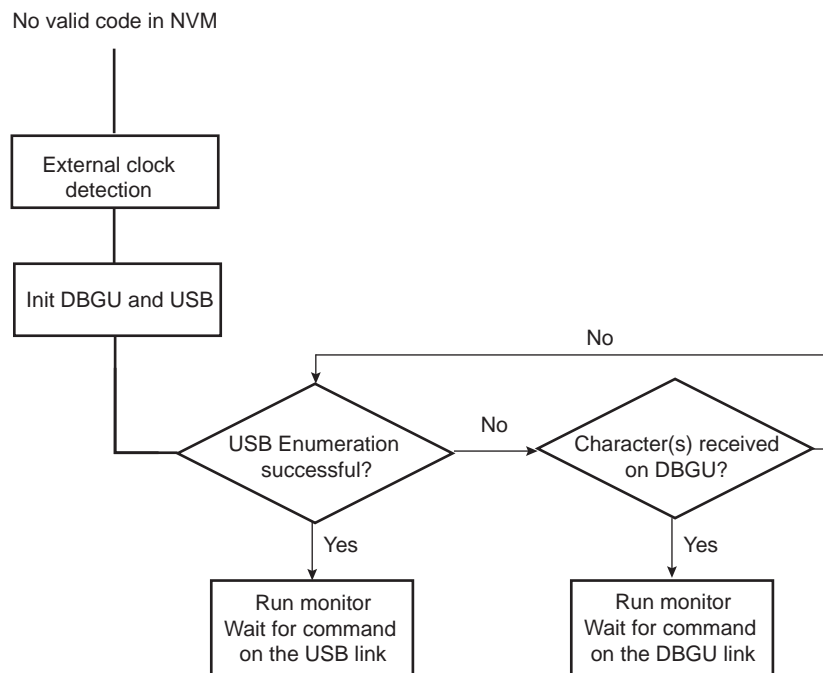 No valid code in NVM
External clock
detection
Init DBGU and USB
No
USB Enumeration
successful?
No
Character(s) received
on DBGU?
Yes
Yes
Run monitor
Wait for command
on the USB link
Run monitor
Wait for command
on the DBGU link